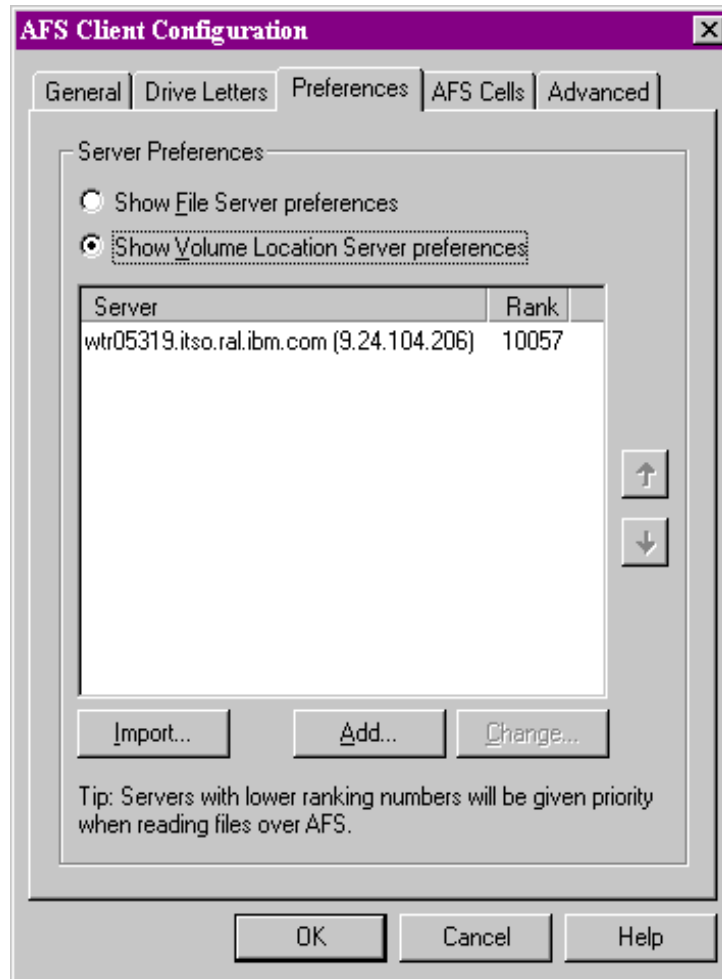 AFS Client Configuration
General Drive Letters Preferences AFS Cells Advanced
Server Preferences
Show File Server preferences
Show Volume Location Server preferences
Server Rank
wtr05319.itso.ral.ibm.com (9.24.104.206) 10057
Import... Add... Change...
Tip: Servers with lower ranking numbers will be given priority
when reading files over AFS.
OK Cancel Help